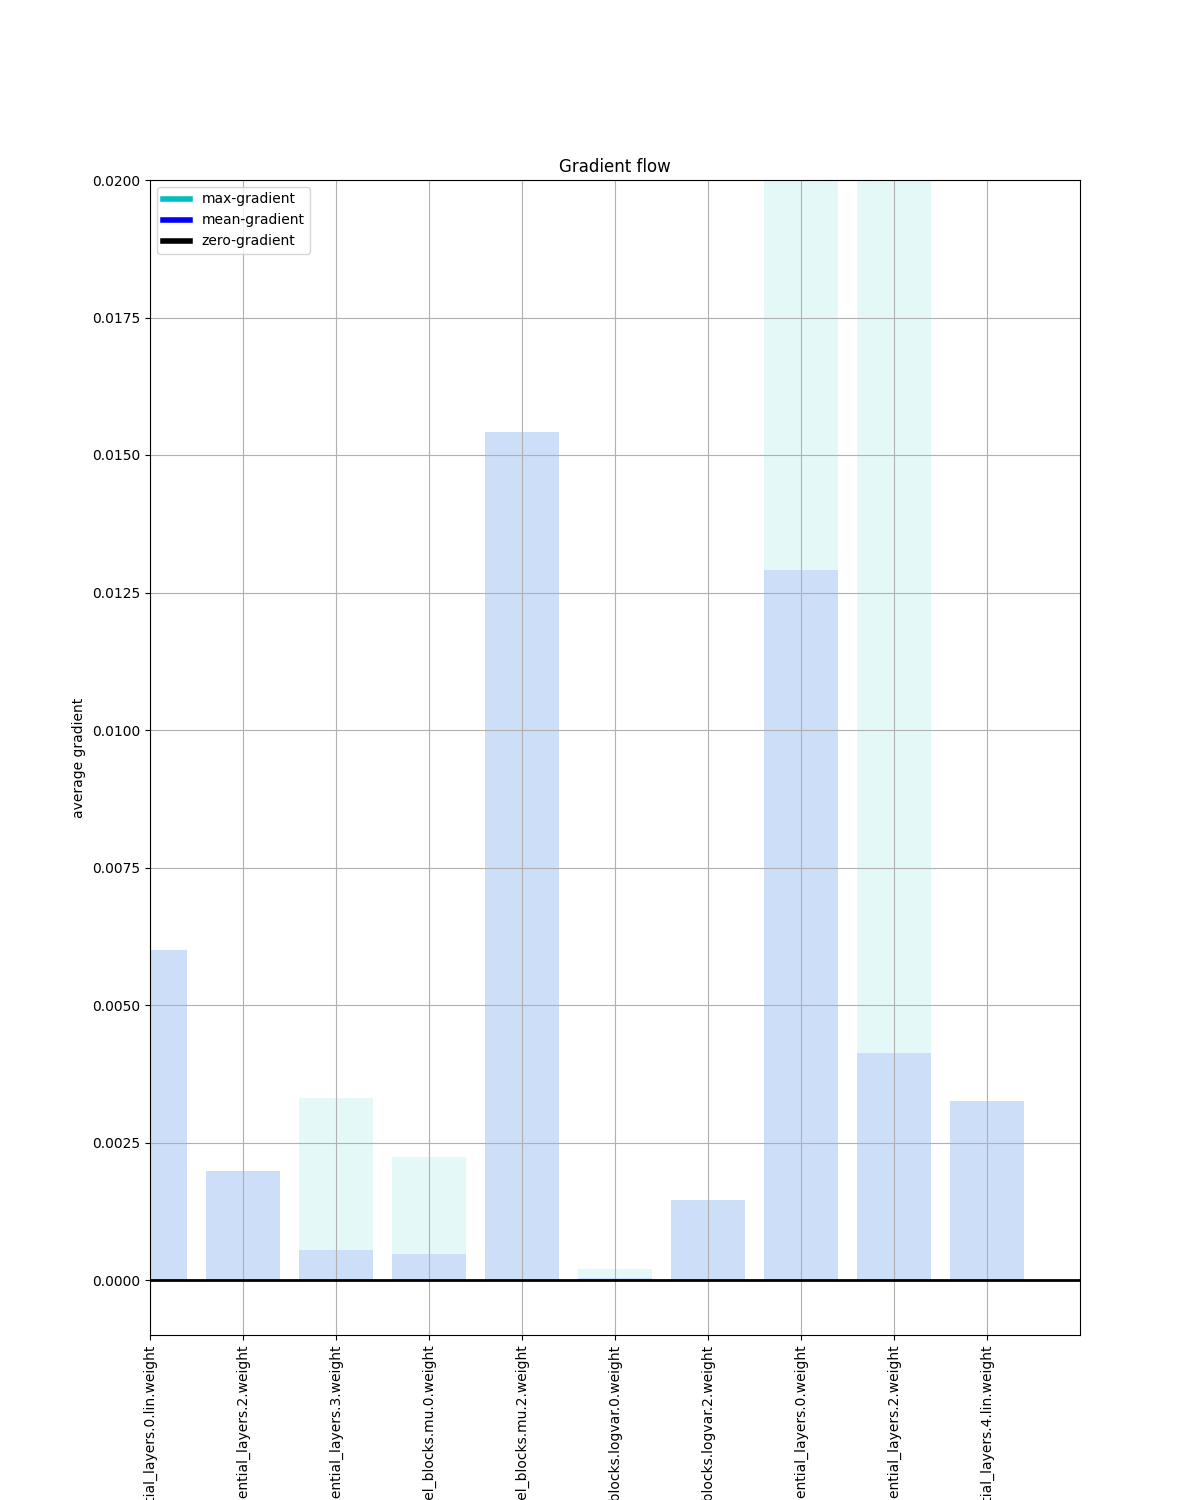 Gradient flow
max-gradient
mean-gradient
zero-gradient
0.0200
0.0175
0.0150
0.0125
0.0100
0.0075
0.0050
0.0025
0.0000
average gradient
tial_layers.0.lin.weight
ential_layers.2.weight
ential_layers.3.weight
el_blocks.mu.0.weight
el_blocks.mu.2.weight
blocks.logvar.0.weight
blocks.logvar.2.weight
ential_layers.0.weight
ential_layers.2.weight
tial_layers.4.lin.weight